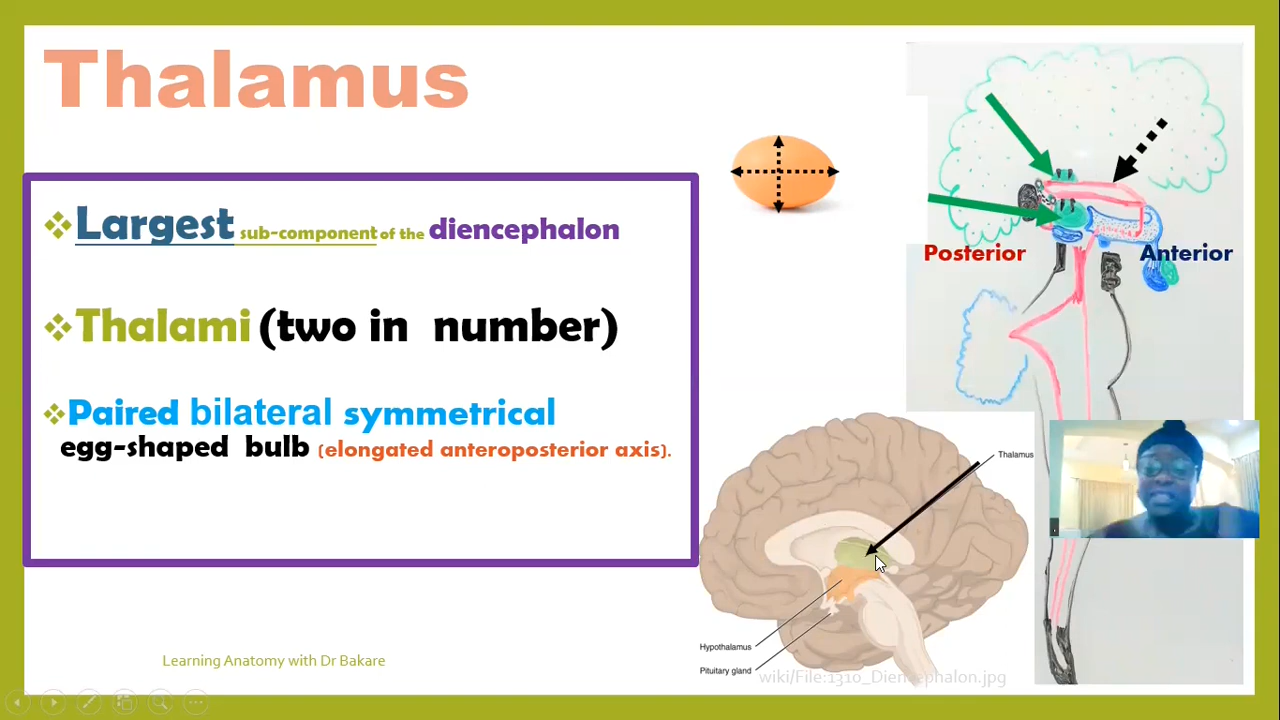 Thalamus
Largest sub-component of the diencephalon
Posterior
Anterior
Thalami (two in number)
Paired bilateral symmetrical
egg-shaped bulb (elongated anteroposterior axis).
Thalamus
Hypothalamus
Pituitary gland
Learning Anatomy with Dr Bakare
wiki/File:1310_Diencephalon.jpg